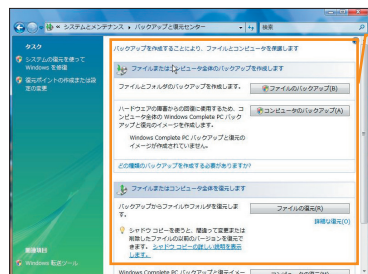 システムとメンテナンス ▸ バックアップと復元センター
検索
タスク
システムの復元を使って
Windows を修復
復元ポイントの作成または設
定の変更
関連項目
Windows 転送ツール
バックアップを作成することにより、ファイルとコンピュータを保護します
ファイルまたはコンピュータ全体のバックアップを作成します
ファイルとフォルダのバックアップを作成します。
ファイルのバックアップ(B)
ハードウェアの障害からの回復に使用するため、コ
ンピュータ全体の Windows Complete PC バック
アップと復元のイメージを作成します。
コンピュータのバックアップ(A)
Windows Complete PC バックアップと復元の
イメージが作成されていません。
どの種類のバックアップを作成する必要がありますか?
ファイルまたはコンピュータ全体を復元します
バックアップからファイルやフォルダを復元しま
す。
ファイルの復元(R)
詳細な復元(O)
シャドウ コピーを使うと、間違って変更または
削除したファイルの以前のバージョンを復元で
きます。 シャドウ コピーの詳しい説明を表示
します。
Windows Complete PC バックアップと復元イメー
コンピュータの復元(M)